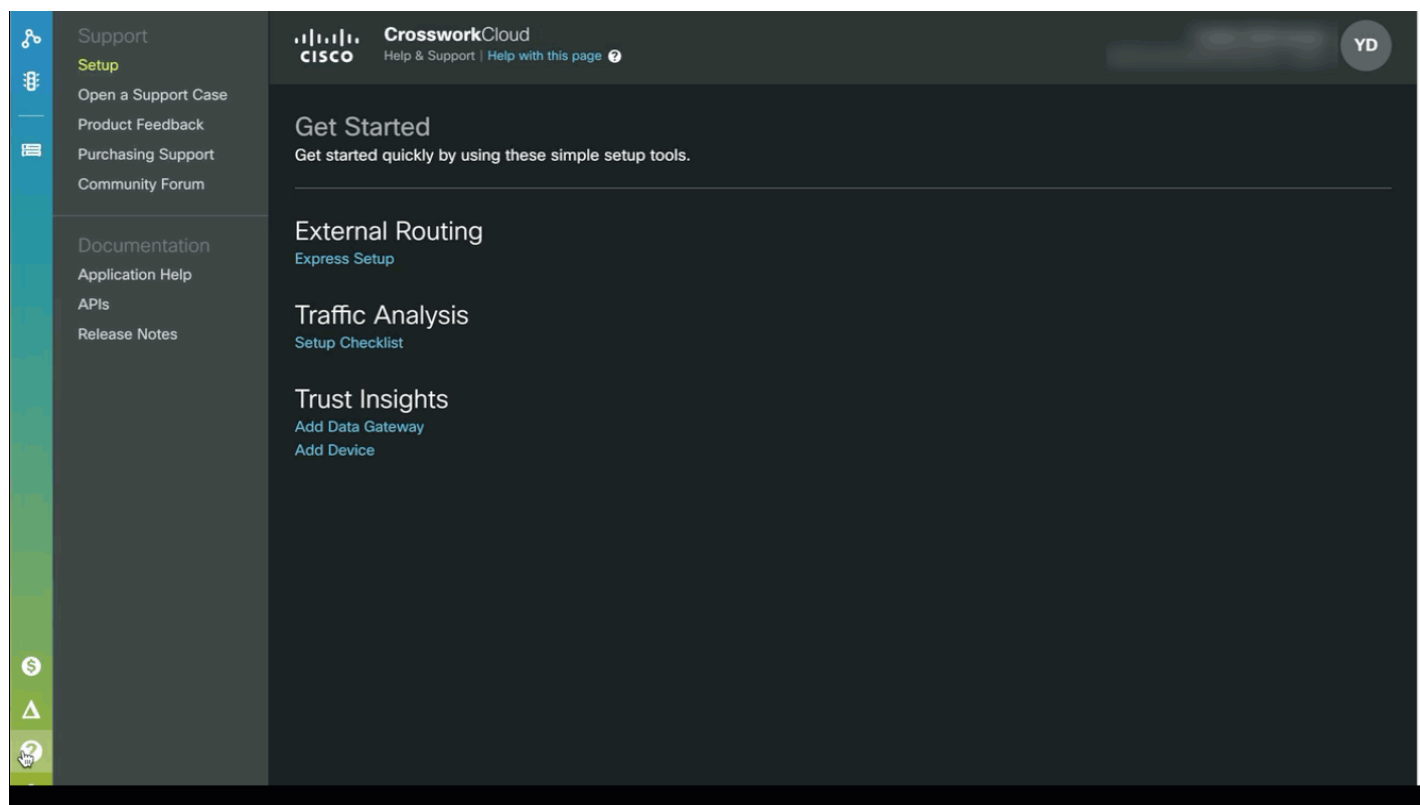 Support
Setup
Open a Support Case
Product Feedback
Purchasing Support
Community Forum
Documentation
Application Help
APIs
Release Notes
CISCO
CrossworkCloud
Help & Support | Help with this page ?
YD
Get Started
Get started quickly by using these simple setup tools.
External Routing
Express Setup
Traffic Analysis
Setup Checklist
Trust Insights
Add Data Gateway
Add Device
$
?